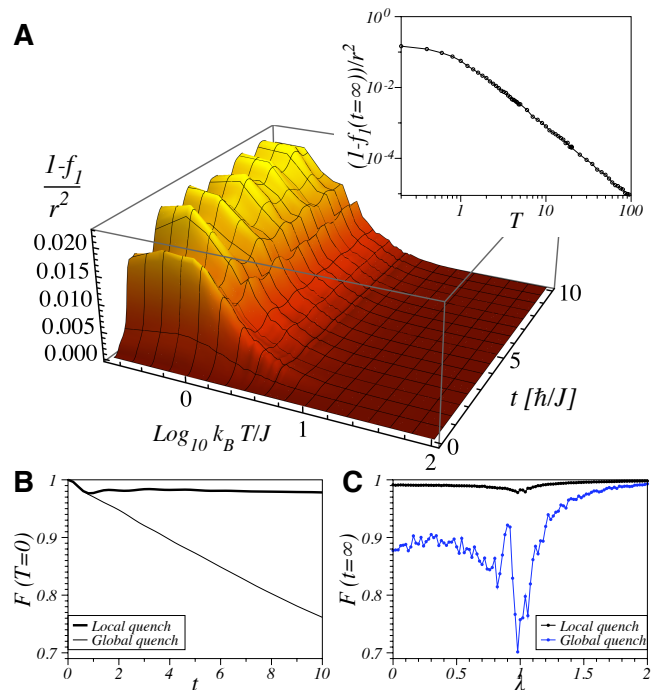 A
1-f₁
r²
0.020
0.015
0.010
0.005
0.000
0
1
2
Log₁₀ k_B T/J
0
5
10
t [ħ/J]
(1-f₁(t=∞))/r²
10⁰
10⁻²
10⁻⁴
1
10
100
T
B
F (T=0)
1
0.9
0.8
0.7
Local quench
Global quench
0 2 4 6 8 10
t
C
F (t=∞)
1
0.9
0.8
0.7
Local quench
Global quench
0 0.5 1 1.5 2
λ